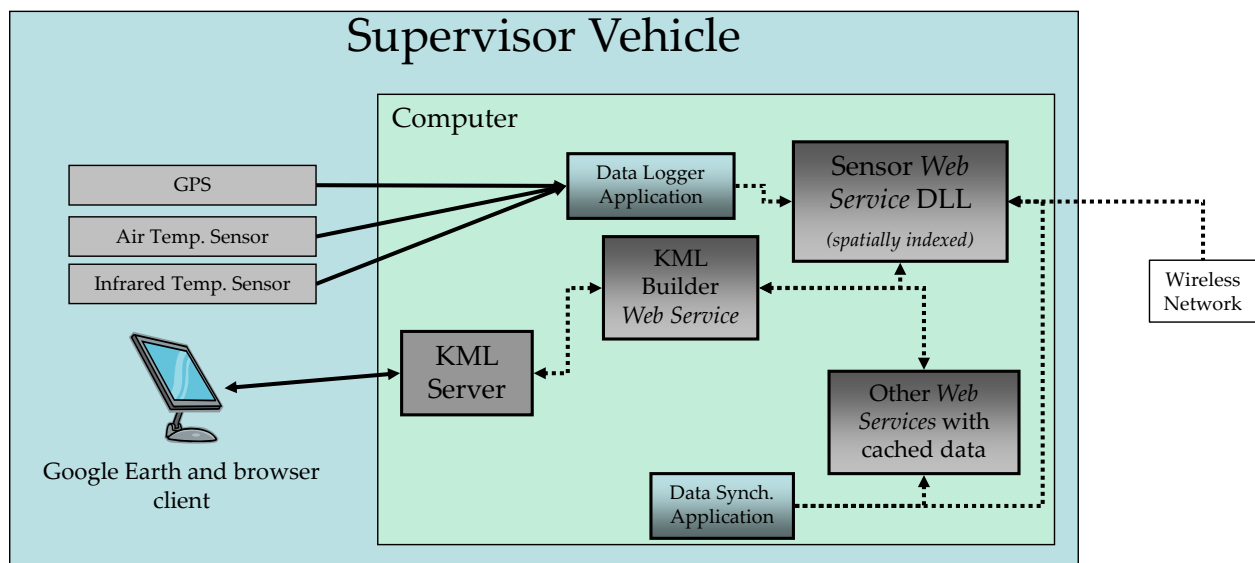 Supervisor Vehicle
Computer
GPS
Air Temp. Sensor
Infrared Temp. Sensor
Data Logger
Application
Sensor Web
Service DLL
(spatially indexed)
KML
Builder
Web Service
Wireless
Network
KML
Server
Other Web
Services with
cached data
Google Earth and browser
client
Data Synch.
Application